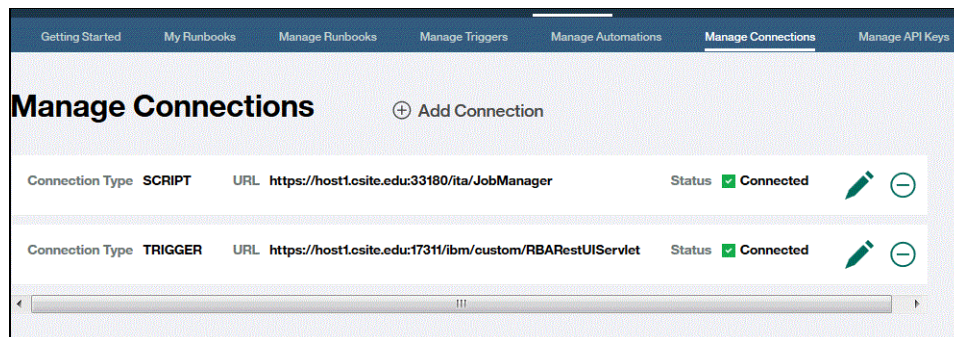 Getting Started My Runbooks Manage Runbooks Manage Triggers Manage Automations Manage Connections Manage API Keys
Manage Connections Add Connection
Connection Type SCRIPT URL https://host1.csite.edu:33180/ita/JobManager Status Connected
Connection Type TRIGGER URL https://host1.csite.edu:17311/ibm/custom/RBARestUIServlet Status Connected